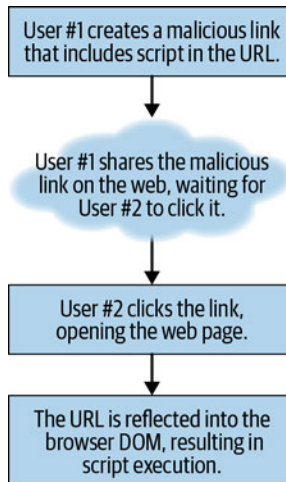 User #1 creates a malicious link
that includes script in the URL.
User #1 shares the malicious
link on the web, waiting for
User #2 to click it.
User #2 clicks the link,
opening the web page.
The URL is reflected into the
browser DOM, resulting in
script execution.